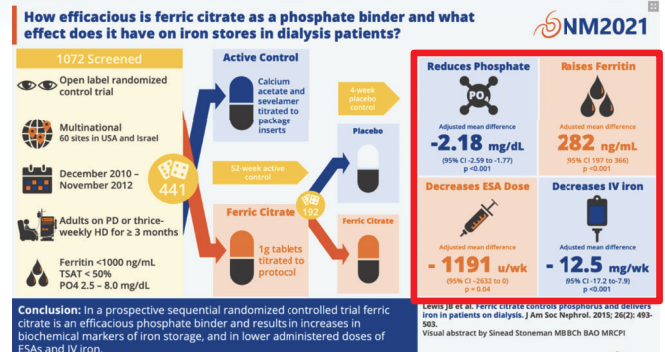 How efficacious is ferric citrate as a phosphate binder and what
effect does it have on iron stores in dialysis patients?
NM2021
1072 Screened
Open label randomized
control trial
Multinational
60 sites in USA and Israel
December 2010 –
November 2012
Adults on PD or thrice-
weekly HD for ≥ 3 months
Ferritin <1000 ng/mL
TSAT < 50%
PO4 2.5 – 8.0 mg/dL
441
Active Control
Calcium
acetate and
sevelamer
titrated to
package
inserts
52-week active
control
Ferric Citrate
1g tablets
titrated to
protocol
192
4-week
placebo
control
Placebo
Ferric Citrate
Reduces Phosphate
PO4
Adjusted mean difference
-2.18 mg/dL
(95% CI -2.59 to -1.77)
p <0.001
Raises Ferritin
Adjusted mean difference
282 ng/mL
(95% CI 197 to 366)
p <0.001
Decreases ESA Dose
Adjusted mean difference
- 1191 u/wk
(95% CI -2632 to 0)
p = 0.04
Decreases IV iron
Adjusted mean difference
- 12.5 mg/wk
(95% CI -17.2 to-7.9)
p <0.001
Conclusion: In a prospective sequential randomized controlled trial ferric
citrate is an efficacious phosphate binder and results in increases in
biochemical markers of iron storage, and in lower administered doses of
ESAs and IV iron.
Lewis JB et al. Ferric citrate controls phosphorus and delivers
iron in patients on dialysis. J Am Soc Nephrol. 2015; 26(2): 493-
503.
Visual abstract by Sinead Stoneman MB BCh BAO MRCPI